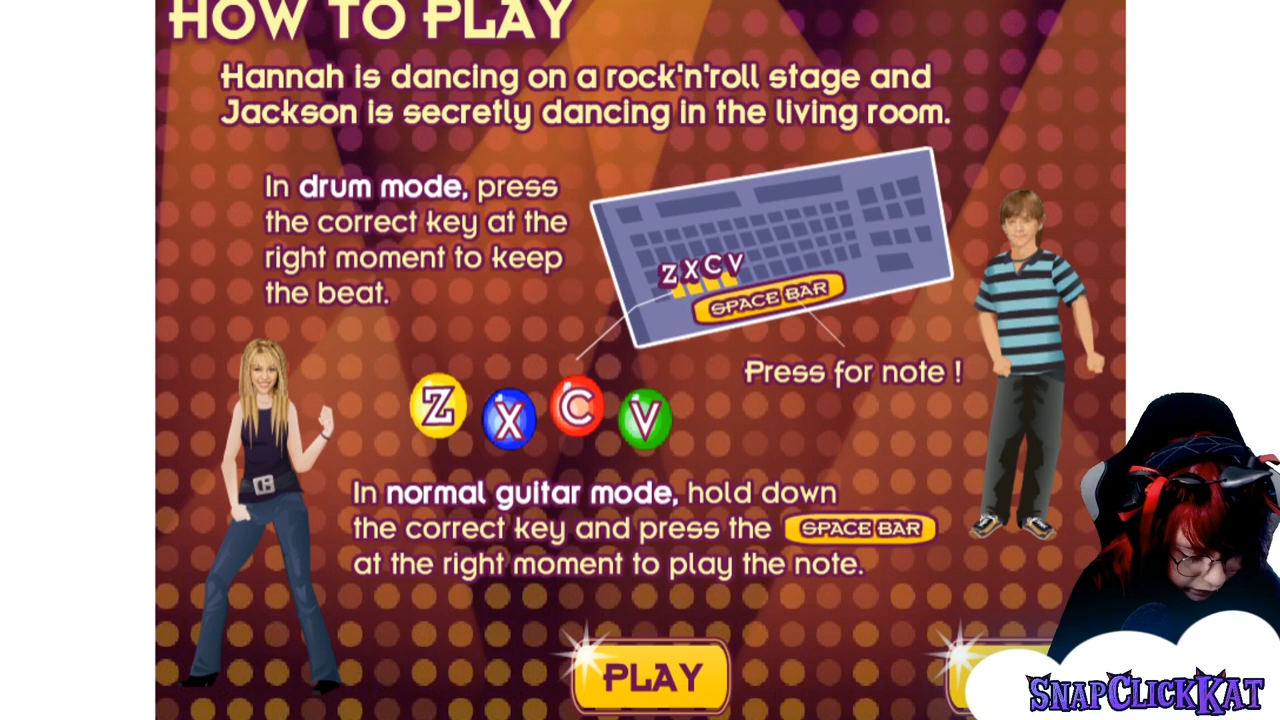 HOW TO PLAY
Hannah is dancing on a rock'n'roll stage and
Jackson is secretly dancing in the living room.
In drum mode, press
the correct key at the
right moment to keep
the beat.
Z X C V
SPACE BAR
Press for note !
Z X C V
In normal guitar mode, hold down
the correct key and press the SPACE BAR
at the right moment to play the note.
PLAY
SNAPCLICKKAT